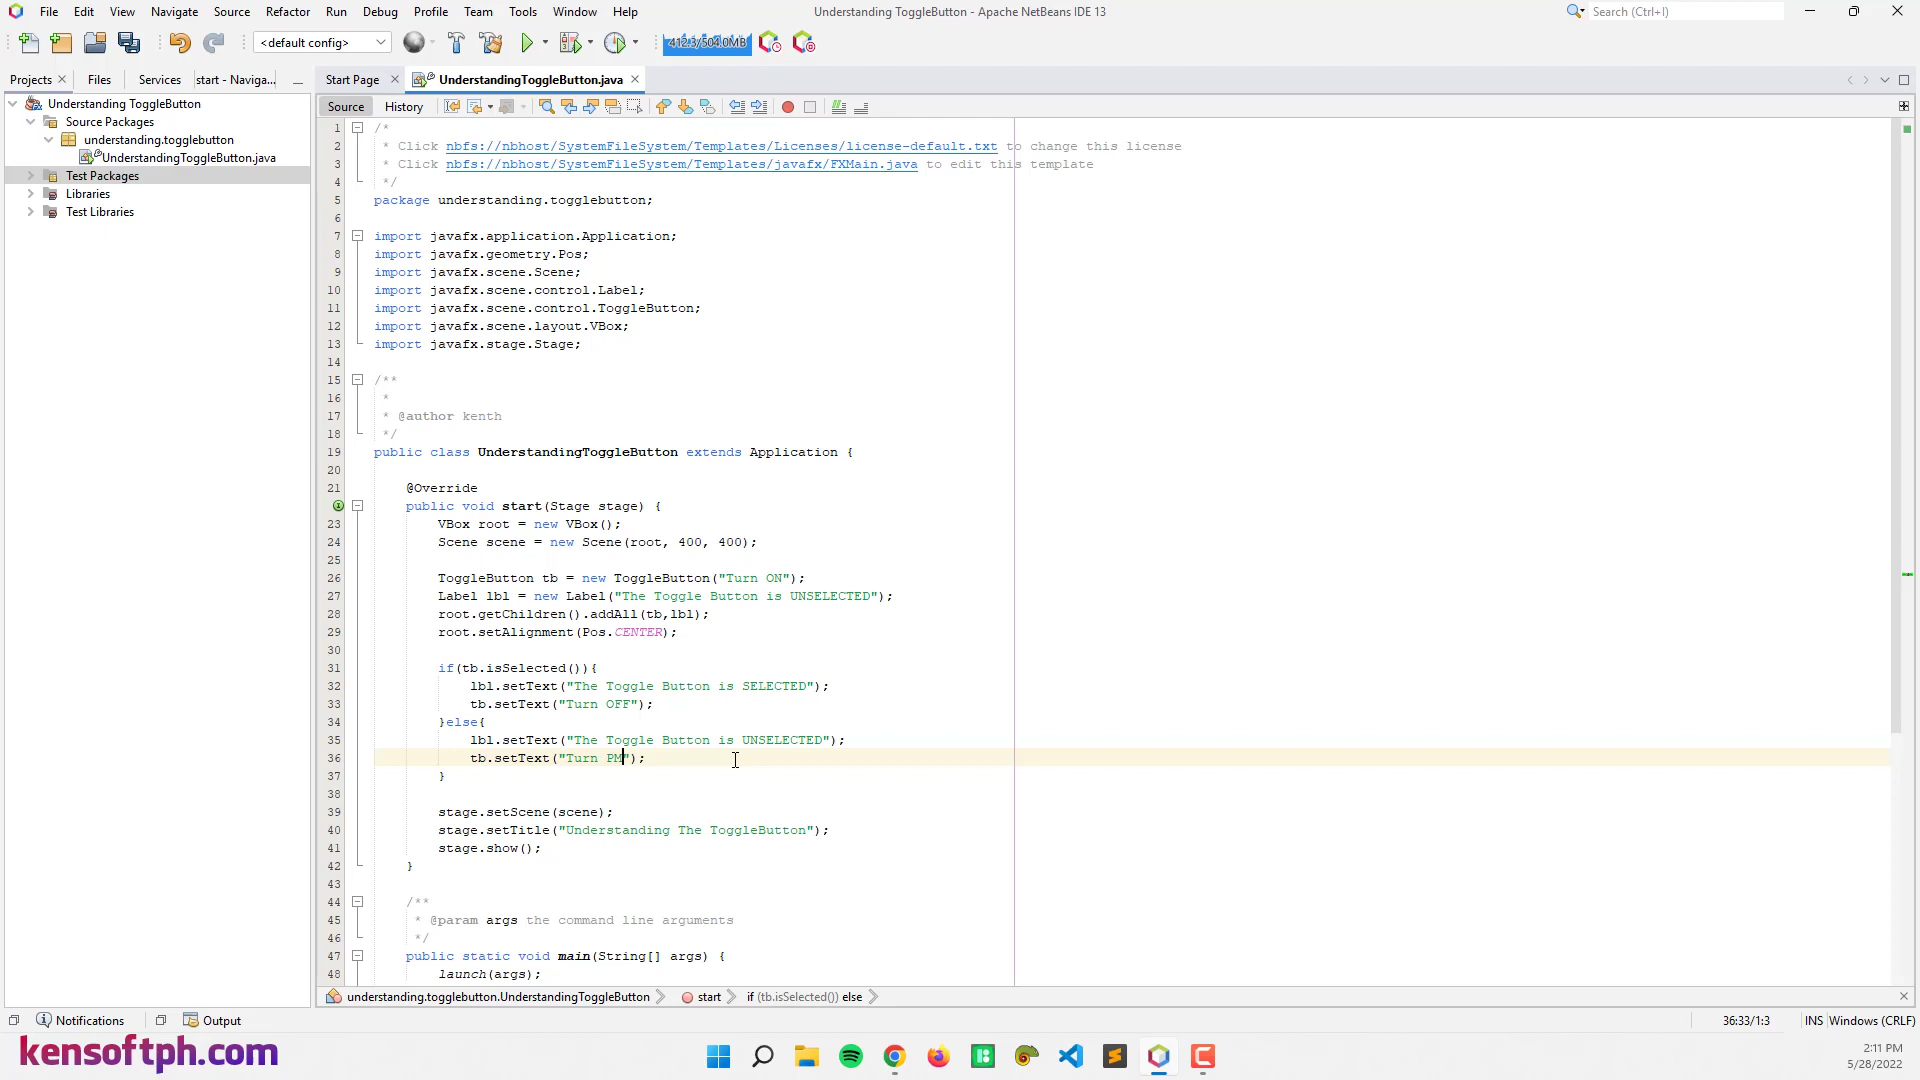 File Edit View Navigate Source Refactor Run Debug Profile Team Tools Window Help
Understanding ToggleButton - Apache NetBeans IDE 13
Search (Ctrl+I)
<default config>
412.3/504.0MB
Projects Files Services start - Naviga...
Start Page UnderstandingToggleButton.java
Understanding ToggleButton
Source Packages
understanding.togglebutton
UnderstandingToggleButton.java
Test Packages
Libraries
Test Libraries
Source History
1 /*
2 * Click nbfs://nbhost/SystemFileSystem/Templates/Licenses/license-default.txt to change this license
3 * Click nbfs://nbhost/SystemFileSystem/Templates/javafx/FXMain.java to edit this template
4 */
5 package understanding.togglebutton;
6
7 import javafx.application.Application;
8 import javafx.geometry.Pos;
9 import javafx.scene.Scene;
10 import javafx.scene.control.Label;
11 import javafx.scene.control.ToggleButton;
12 import javafx.scene.layout.VBox;
13 import javafx.stage.Stage;
14
15 /**
16 *
17 * @author kenth
18 */
19 public class UnderstandingToggleButton extends Application {
20
21 @Override
public void start(Stage stage) {
23 VBox root = new VBox();
24 Scene scene = new Scene(root, 400, 400);
25
26 ToggleButton tb = new ToggleButton("Turn ON");
27 Label lbl = new Label("The Toggle Button is UNSELECTED");
28 root.getChildren().addAll(tb,lbl);
29 root.setAlignment(Pos.CENTER);
30
31 if(tb.isSelected()){
32 lbl.setText("The Toggle Button is SELECTED");
33 tb.setText("Turn OFF");
34 }else{
35 lbl.setText("The Toggle Button is UNSELECTED");
36 tb.setText("Turn PM");
37 }
38
39 stage.setScene(scene);
40 stage.setTitle("Understanding The ToggleButton");
41 stage.show();
42 }
43
44 /**
45 * @param args the command line arguments
46 */
47 public static void main(String[] args) {
48 launch(args);
understanding.togglebutton.UnderstandingToggleButton start if (tb.isSelected()) else
Notifications Output
36:33/1:3 INS Windows (CRLF)
kensoftph.com
2:11 PM
5/28/2022